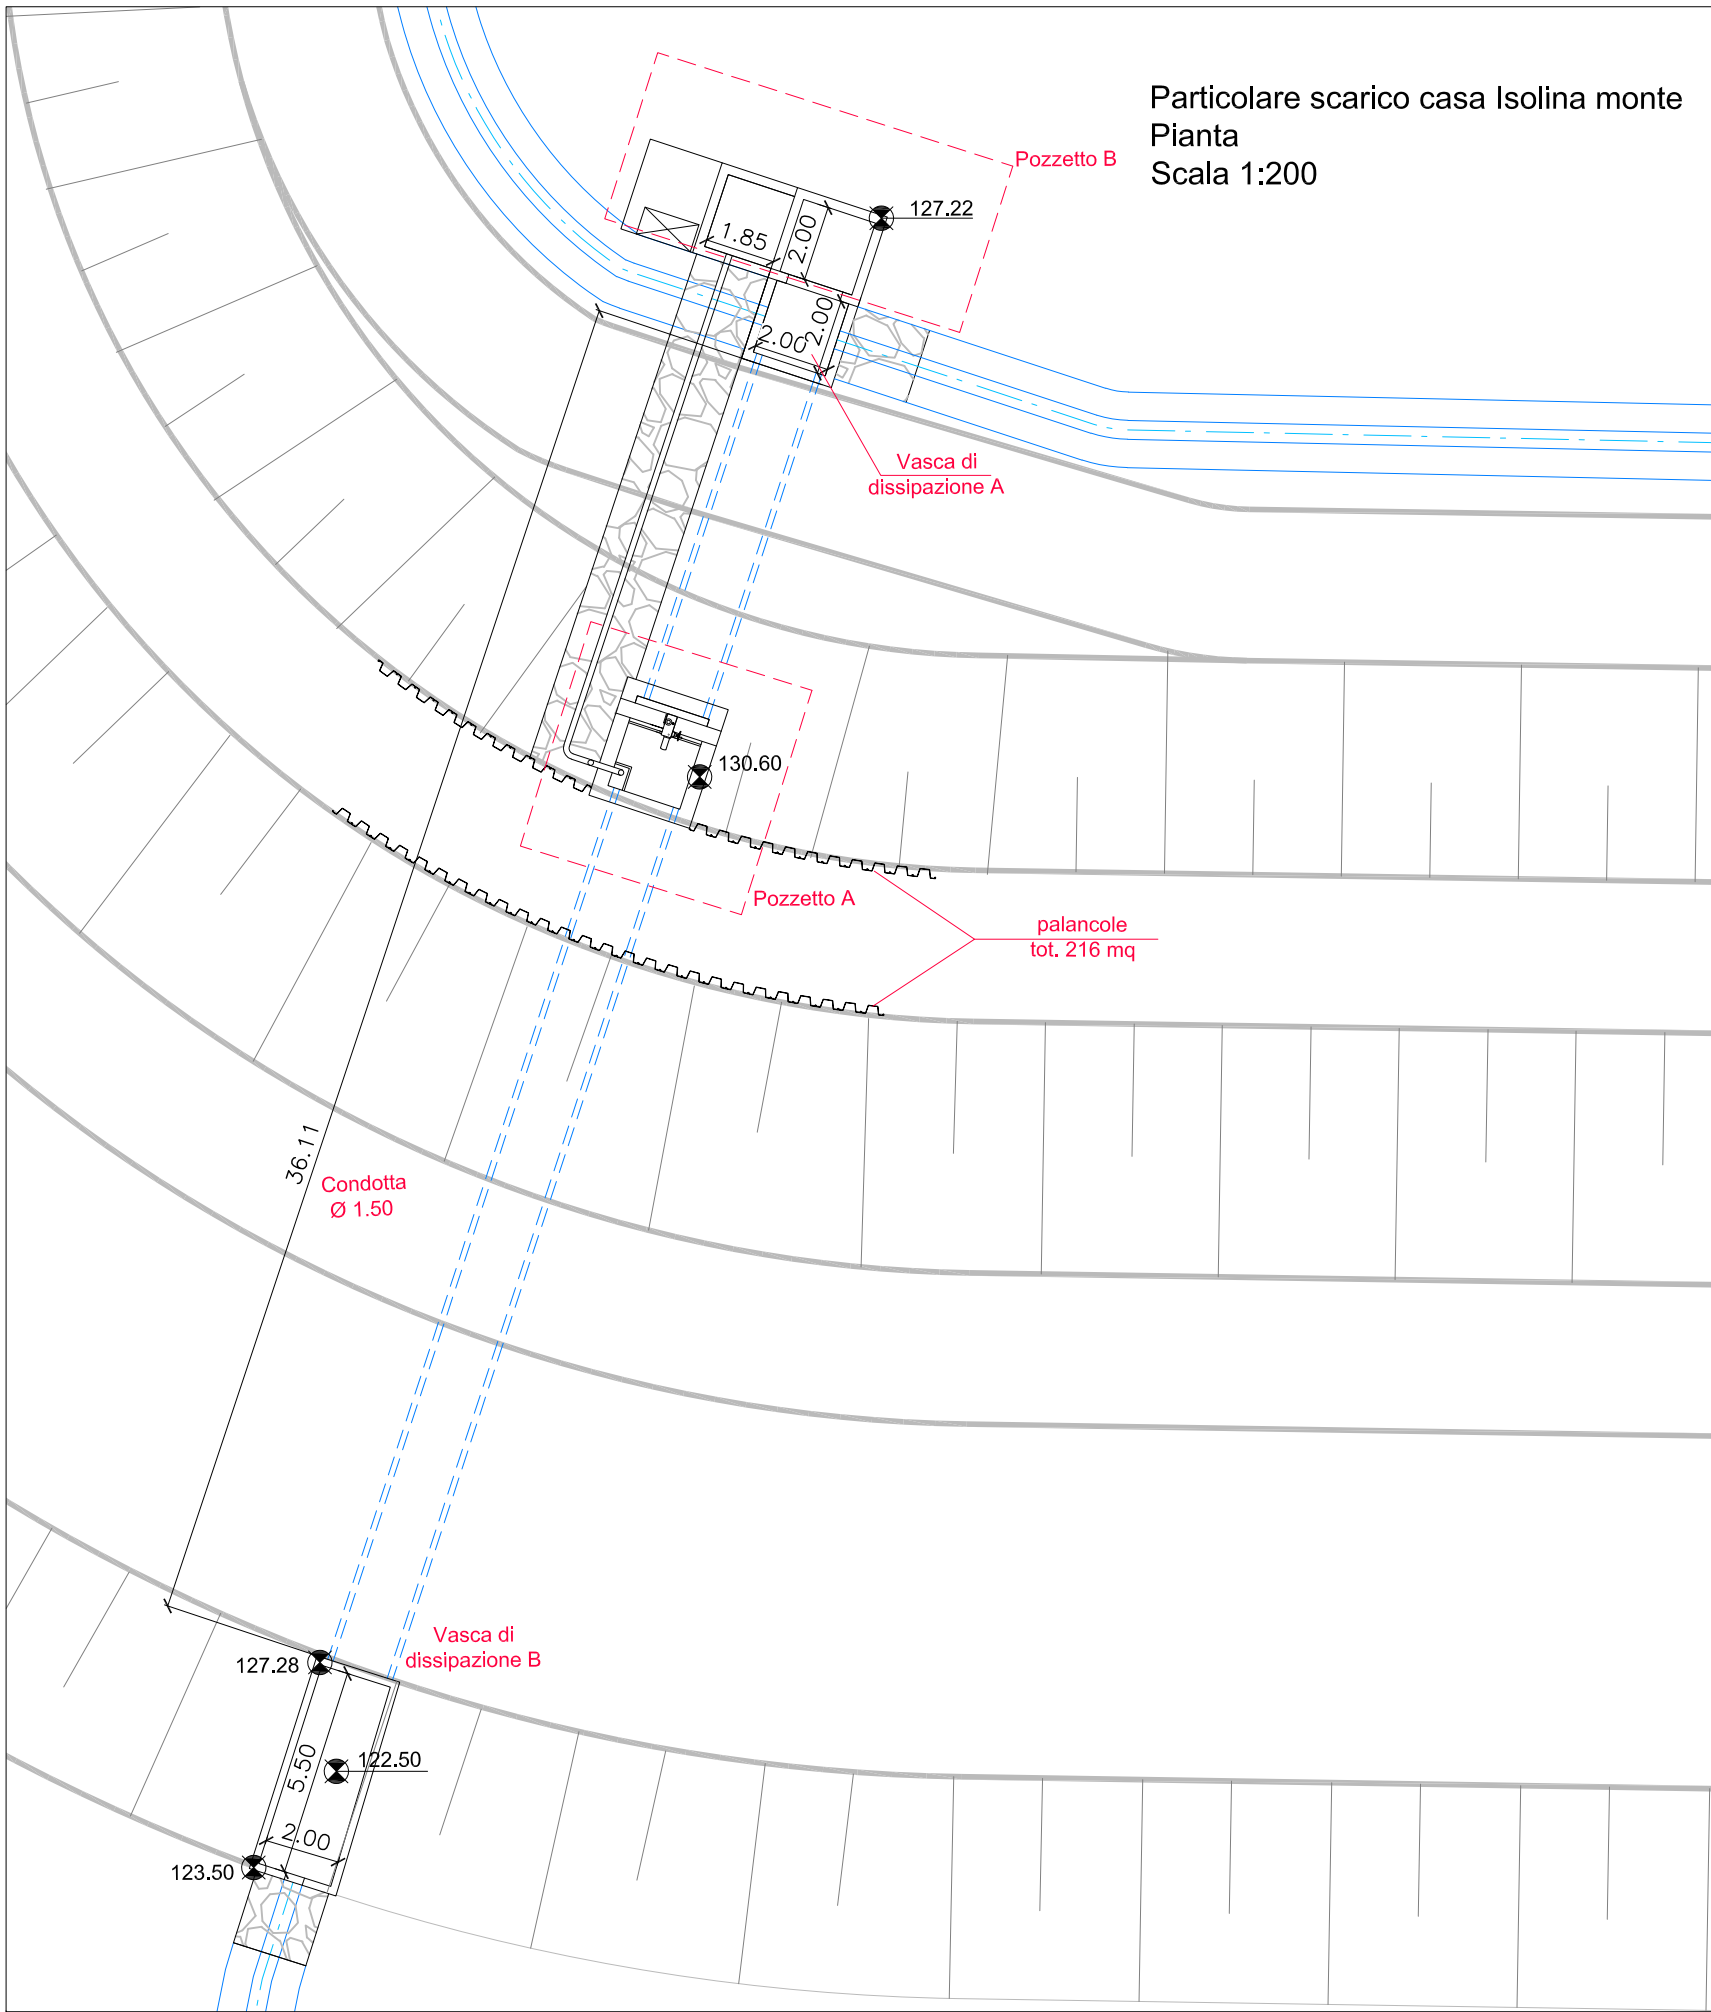 Particolare scarico casa Isolina monte
Pianta
Scala 1:200
Pozzetto B
127.22
1.85
2.00
2.00
2.00
Vasca di
dissipazione A
130.60
Pozzetto A
palancole
tot. 216 mq
36.11
Condotta
Ø 1.50
Vasca di
dissipazione B
127.28
122.50
5.50
2.00
123.50